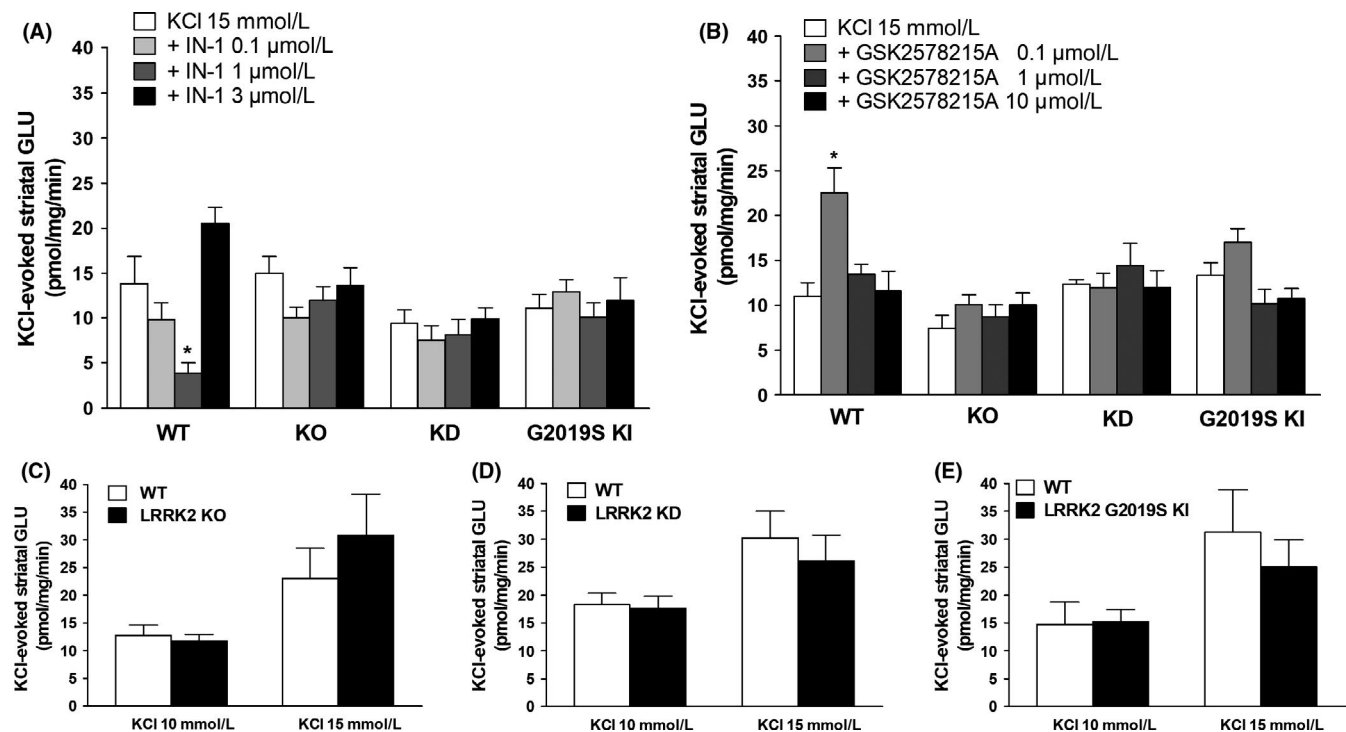 (A)
KCl 15 mmol/L
+ IN-1 0.1 µmol/L
+ IN-1 1 µmol/L
+ IN-1 3 µmol/L
KCl-evoked striatal GLU
(pmol/mg/min)
40
35
30
25
20
15
10
5
0
*
WT
KO
KD
G2019S KI
(B)
KCl 15 mmol/L
+ GSK2578215A 0.1 µmol/L
+ GSK2578215A 1 µmol/L
+ GSK2578215A 10 µmol/L
KCl-evoked striatal GLU
(pmol/mg/min)
40
35
30
25
20
15
10
5
0
*
WT
KO
KD
G2019S KI
(C)
WT
LRRK2 KO
KCl-evoked striatal GLU
(pmol/mg/min)
40
35
30
25
20
15
10
5
0
KCl 10 mmol/L
KCl 15 mmol/L
(D)
WT
LRRK2 KD
KCl-evoked striatal GLU
(pmol/mg/min)
40
35
30
25
20
15
10
5
0
KCl 10 mmol/L
KCl 15 mmol/L
(E)
WT
LRRK2 G2019S KI
KCl-evoked striatal GLU
(pmol/mg/min)
40
35
30
25
20
15
10
5
0
KCl 10 mmol/L
KCl 15 mmol/L